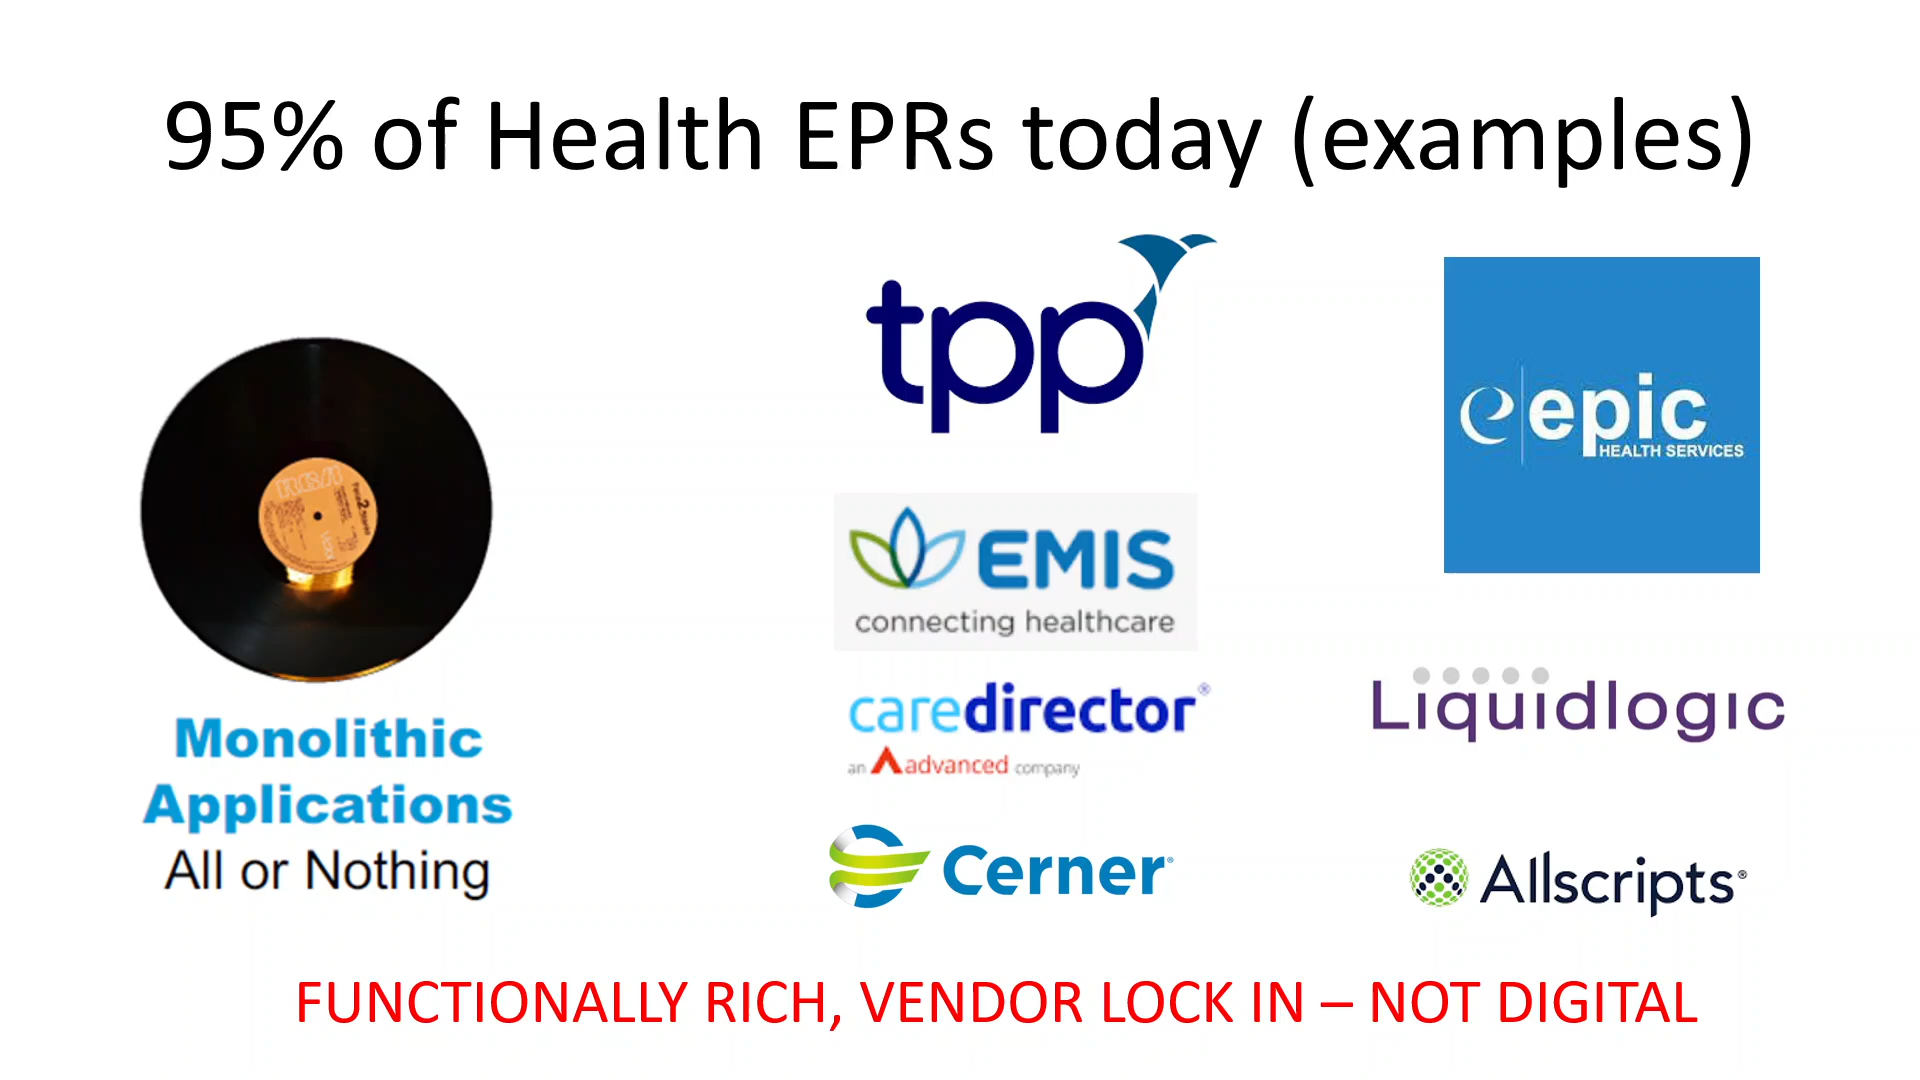 95% of Health EPRs today (examples)
tpp
epic
HEALTH SERVICES
RCA
EMIS
connecting healthcare
caredirector®
an advanced company
Liquidlogic
Monolithic
Applications
All or Nothing
Cerner®
Allscripts®
FUNCTIONALLY RICH, VENDOR LOCK IN – NOT DIGITAL